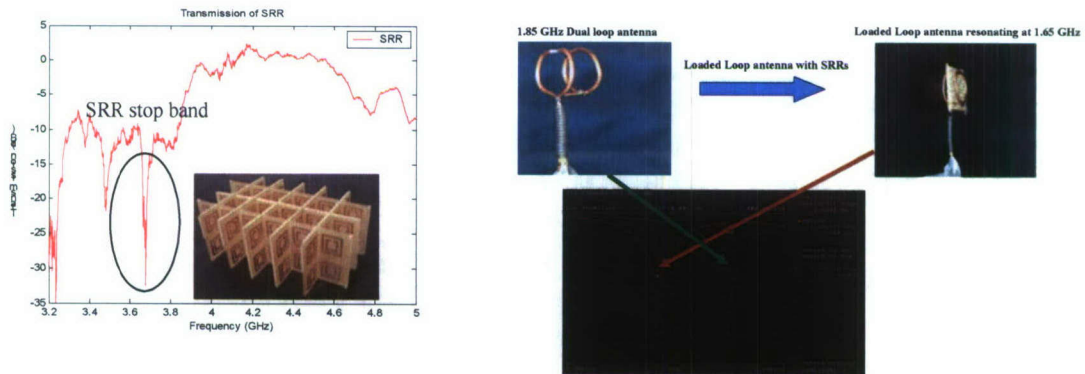 Transmission of SRR
SRR
SRR stop band
5
0
-5
-10
-15
-20
-25
-30
-35
3.2
3.4
3.6
3.8
4
4.2
4.4
4.6
4.8
5
Frequency (GHz)
1.85 GHz Dual loop antenna
Loaded Loop antenna with SRRs
Loaded Loop antenna resonating at 1.65 GHz